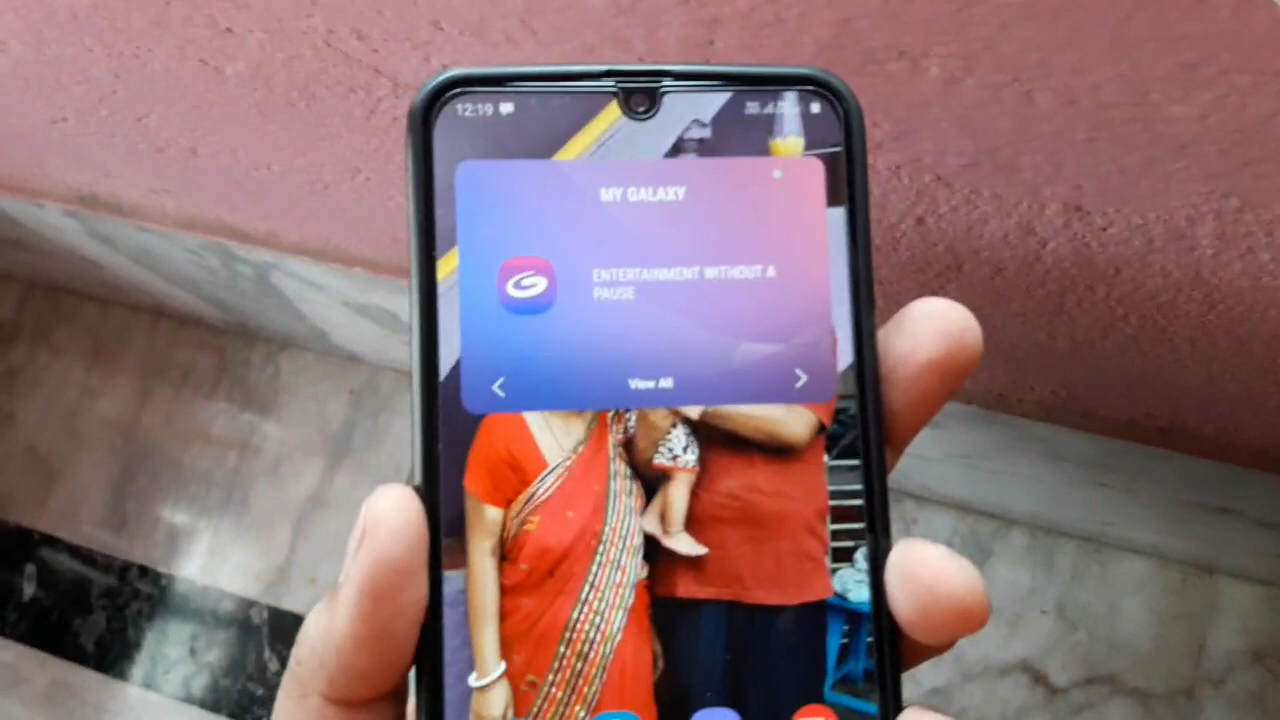 12:19
MY GALAXY
ENTERTAINMENT WITHOUT A
PAUSE
View All